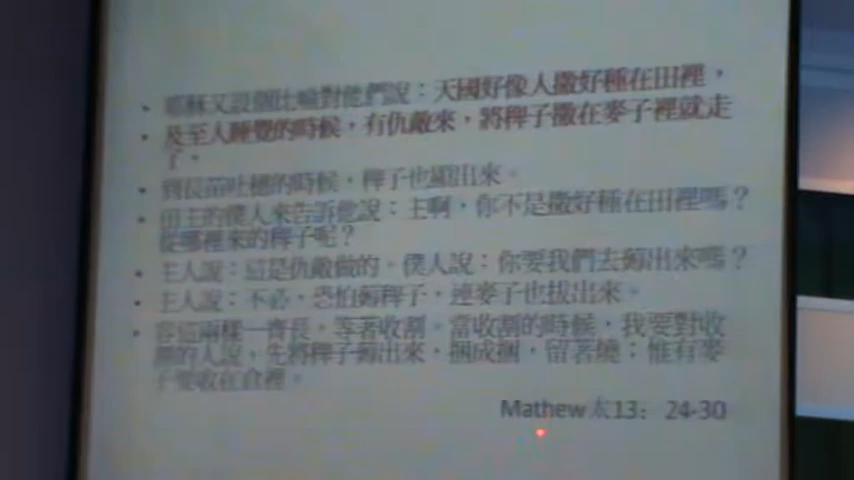 耶穌又設個比喻對他們說：天國好像人撒好種在田裡，
及至人睡覺的時候，有仇敵來，將稗子撒在麥子裡就走
了。
到長苗吐穗的時候，稗子也顯出來。
田主的僕人來告訴他說：主啊，你不是撒好種在田裡嗎？
從哪裡來的稗子呢？
主人說：這是仇敵做的。僕人說：你要我們去薅出來嗎？
主人說：不必，恐怕薅稗子，連麥子也拔出來。
容這兩樣一齊長，等著收割。當收割的時候，我要對收
割的人說，先將稗子薅出來，捆成捆，留著燒；惟有麥
子要收在倉裡。
Mathew太13： 24-30